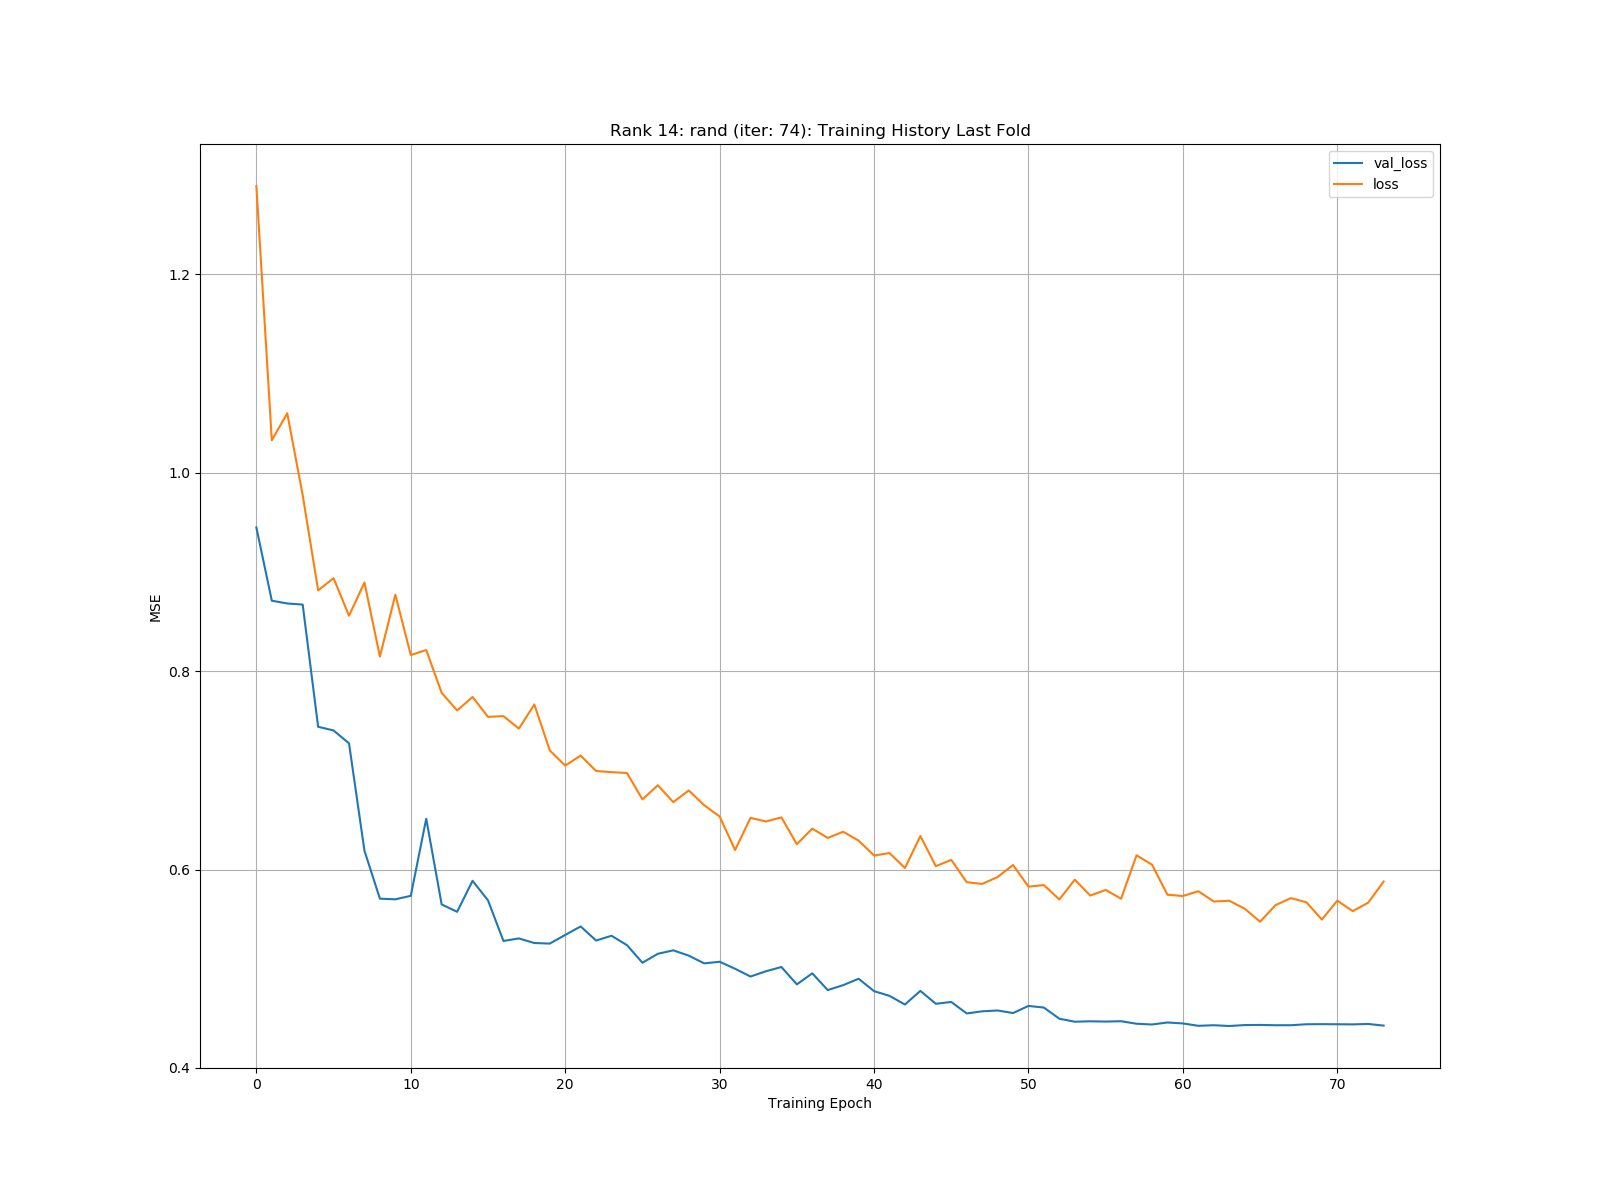 Rank 14: rand (iter: 74): Training History Last Fold
val_loss
loss
1.2
1.0
0.8
0.6
0.4
MSE
0 10 20 30 40 50 60 70
Training Epoch